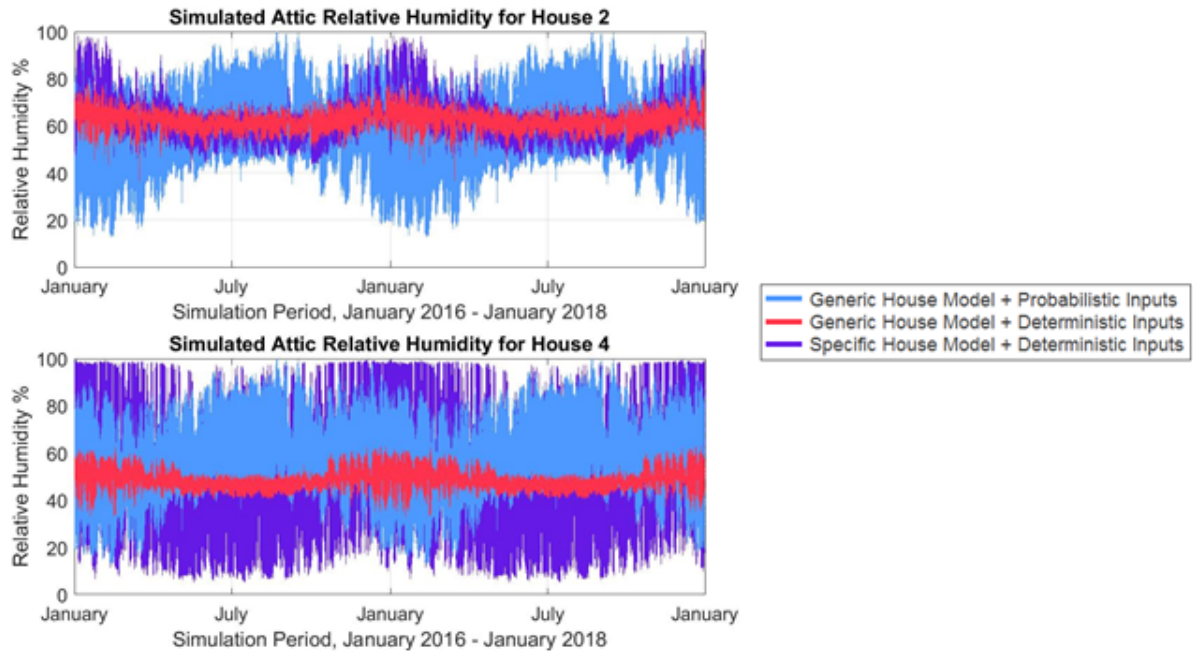 Simulated Attic Relative Humidity for House 2
Relative Humidity %
100
80
60
40
20
0
January July January July January
Simulation Period, January 2016 - January 2018
Generic House Model + Probabilistic Inputs
Generic House Model + Deterministic Inputs
Specific House Model + Deterministic Inputs
Simulated Attic Relative Humidity for House 4
Relative Humidity %
100
80
60
40
20
0
January July January July January
Simulation Period, January 2016 - January 2018